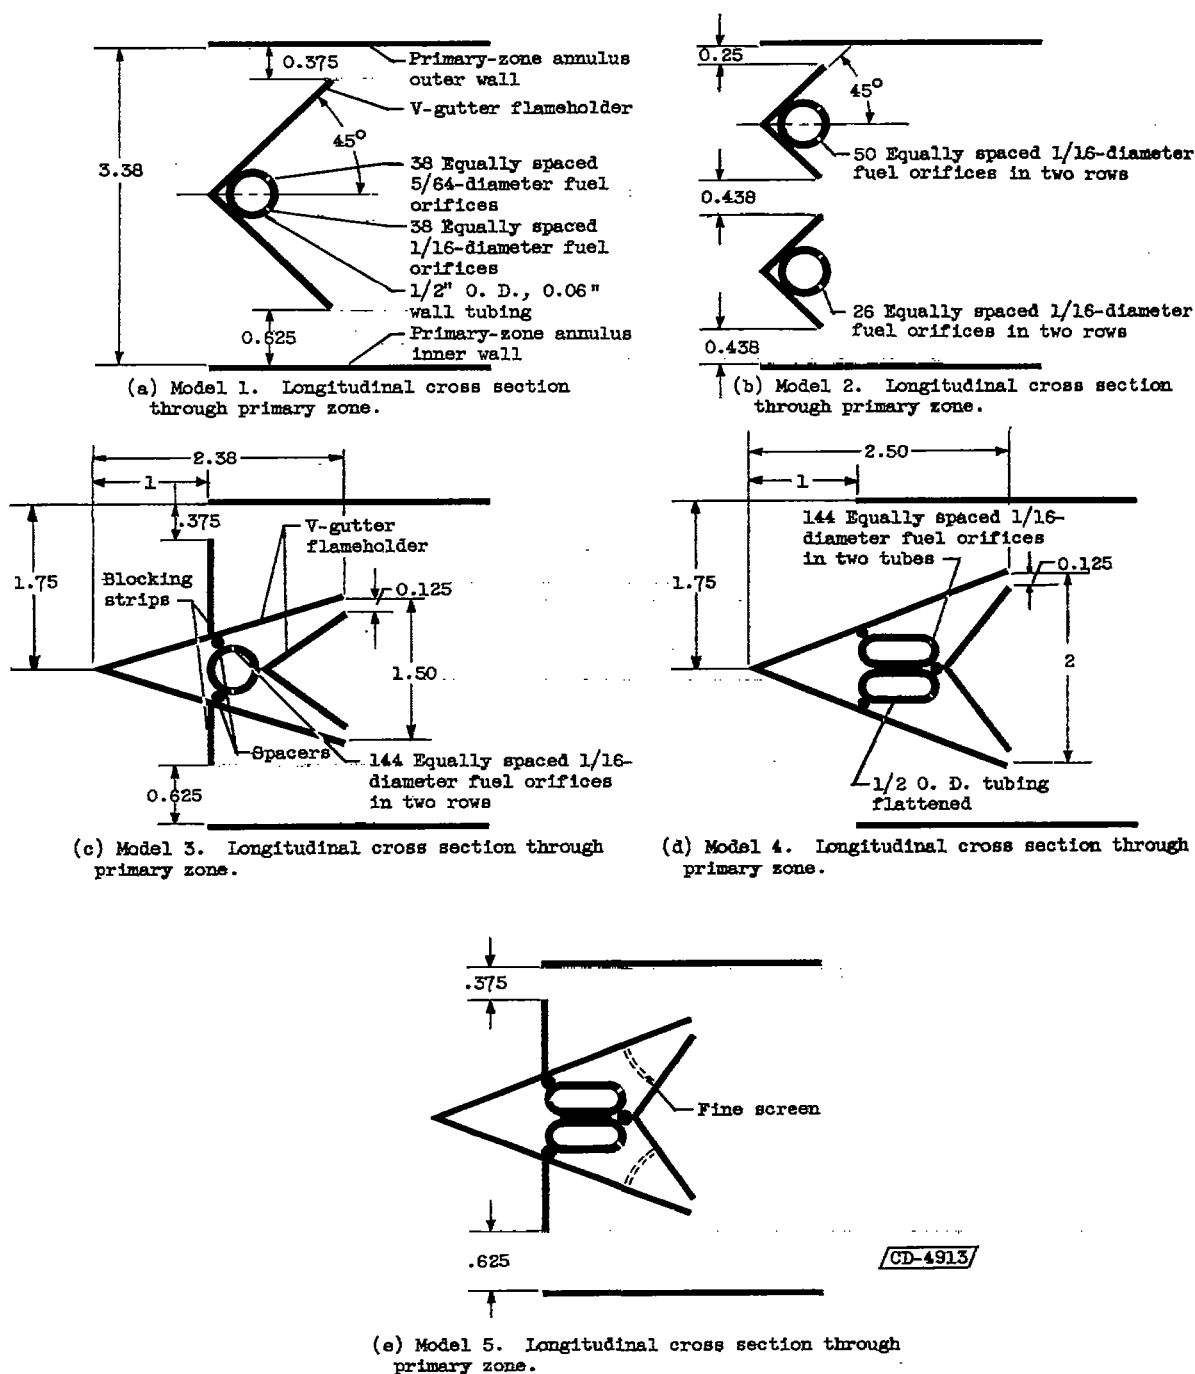 0.375
Primary-zone annulus
outer wall
V-gutter flameholder
45°
3.38
38 Equally spaced
5/64-diameter fuel
orifices
38 Equally spaced
1/16-diameter fuel
orifices
1/2" O. D., 0.06"
wall tubing
0.625
Primary-zone annulus
inner wall
(a) Model 1. Longitudinal cross section
through primary zone.
0.25
45°
50 Equally spaced 1/16-diameter
fuel orifices in two rows
0.438
26 Equally spaced 1/16-diameter
fuel orifices in two rows
0.438
(b) Model 2. Longitudinal cross section
through primary zone.
2.38
1
.375
V-gutter
flameholder
1.75
Blocking
strips
0.125
1.50
Spacers
144 Equally spaced 1/16-
diameter fuel orifices
in two rows
0.625
(c) Model 3. Longitudinal cross section through
primary zone.
2.50
1
144 Equally spaced 1/16-
diameter fuel orifices
in two tubes
0.125
1.75
2
1/2 O. D. tubing
flattened
(d) Model 4. Longitudinal cross section through
primary zone.
.375
Fine screen
.625
CD-4913
(e) Model 5. Longitudinal cross section through
primary zone.